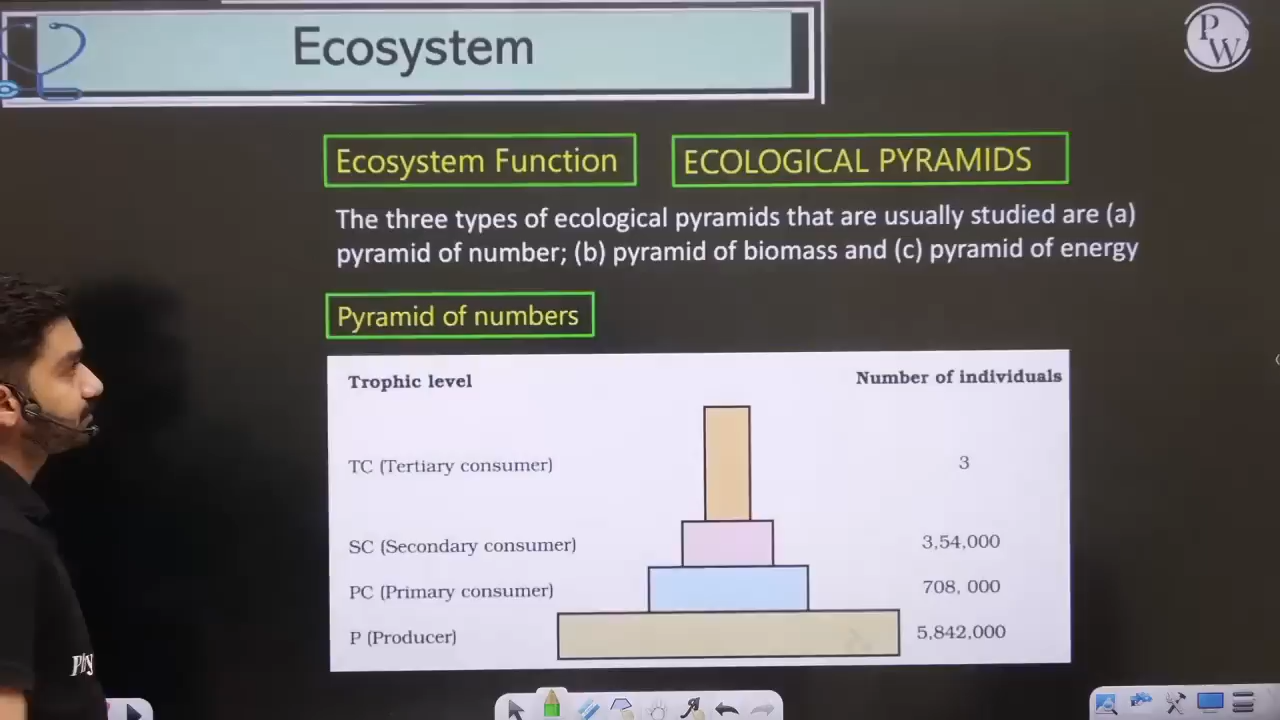 Ecosystem
PW
Ecosystem Function
ECOLOGICAL PYRAMIDS
The three types of ecological pyramids that are usually studied are (a)
pyramid of number; (b) pyramid of biomass and (c) pyramid of energy
Pyramid of numbers
Trophic level
Number of individuals
TC (Tertiary consumer)
3
SC (Secondary consumer)
3,54,000
PC (Primary consumer)
708, 000
P (Producer)
5,842,000